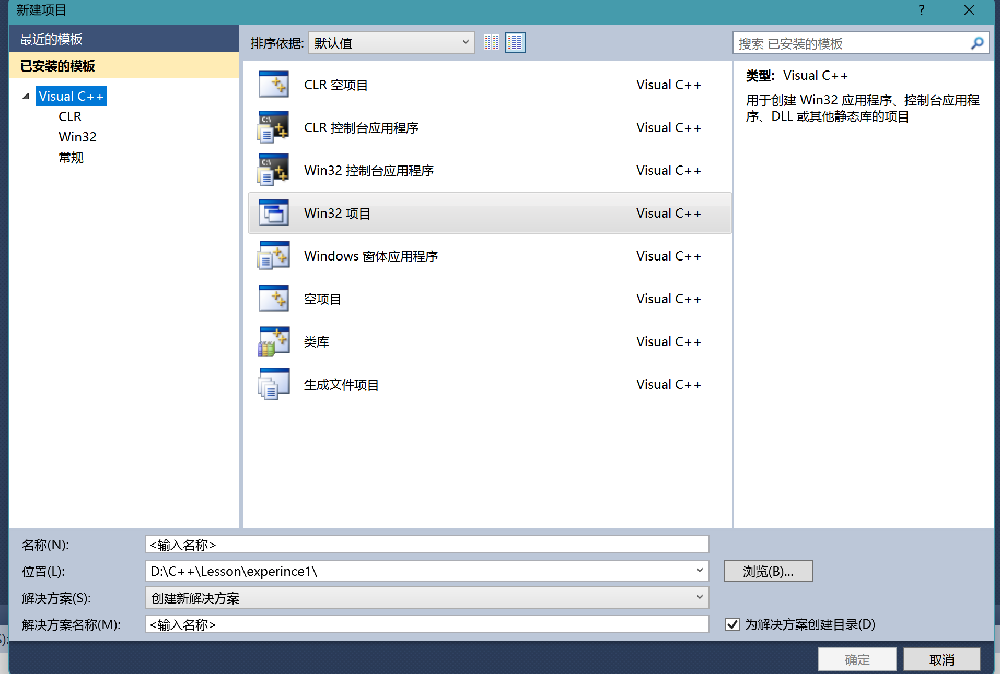 新建项目
?
最近的模板
已安装的模板
Visual C++
CLR
Win32
常规
排序依据: 默认值
搜索 已安装的模板
CLR 空项目 Visual C++
CLR 控制台应用程序 Visual C++
Win32 控制台应用程序 Visual C++
Win32 项目 Visual C++
Windows 窗体应用程序 Visual C++
空项目 Visual C++
类库 Visual C++
生成文件项目 Visual C++
类型: Visual C++
用于创建 Win32 应用程序、控制台应用程
序、DLL 或其他静态库的项目
名称(N): <输入名称>
位置(L): D:\C++\Lesson\experince1\ 浏览(B)...
解决方案(S): 创建新解决方案
解决方案名称(M): <输入名称> 为解决方案创建目录(D)
确定 取消